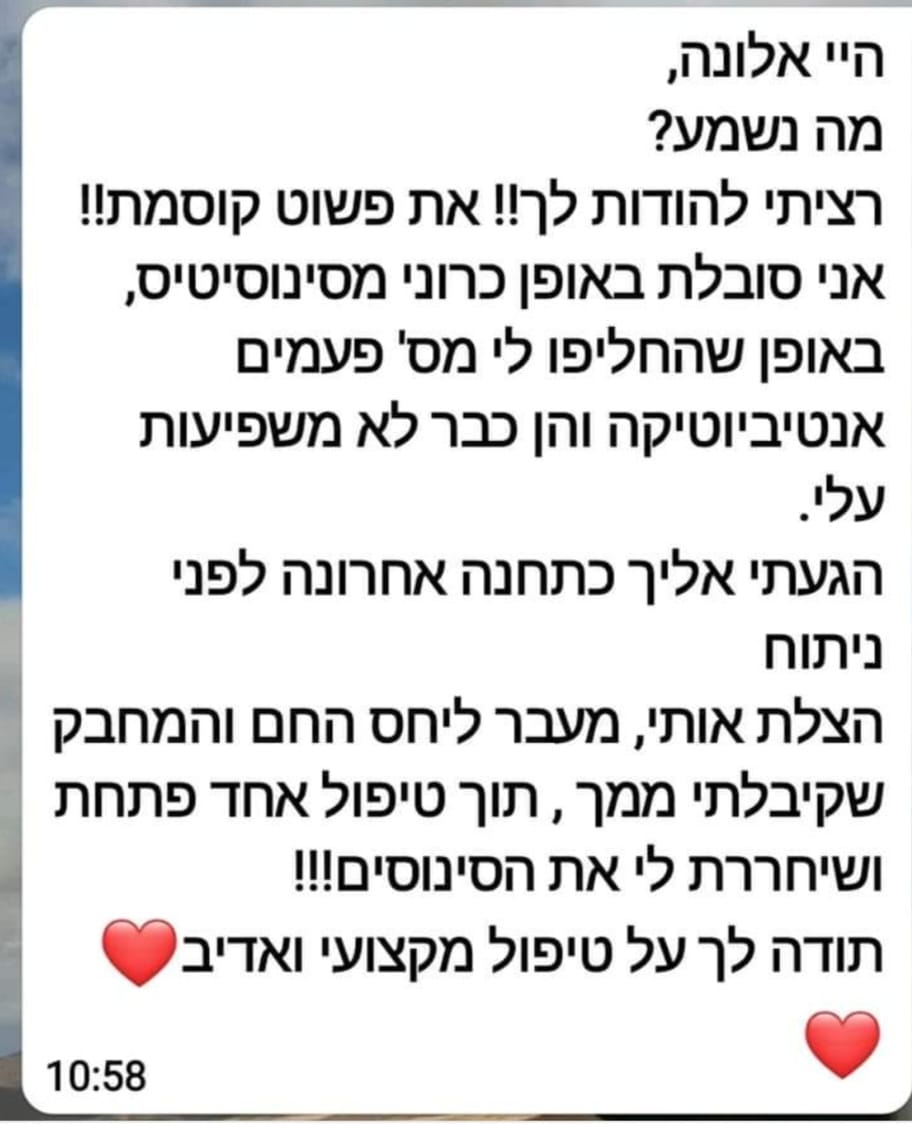 היי אלונה,
מה נשמע?
רציתי להודות לך!! את פשוט קוסמת!!
אני סובלת באופן כרוני מסינוסיטיס,
באופן שהחליפו לי מס' פעמים
אנטיביוטיקה והן כבר לא משפיעות
עלי.
הגעתי אליך כתחנה אחרונה לפני
ניתוח
הצלת אותי, מעבר ליחס החם והמחבק
שקיבלתי ממך , תוך טיפול אחד פתחת
ושיחררת לי את הסינוסים!!!
תודה לך על טיפול מקצועי ואדיב❤️
❤️
10:58